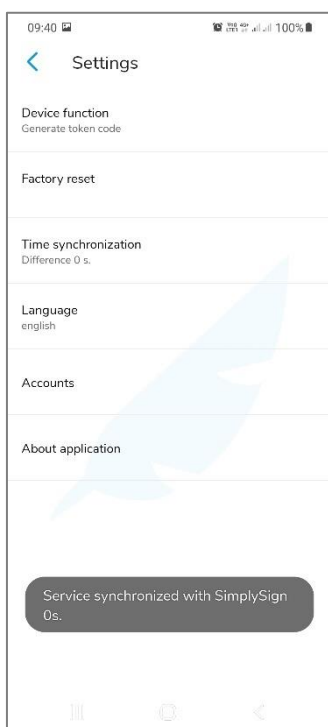 09:40 100%
Settings
Device function
Generate token code
Factory reset
Time synchronization
Difference 0 s.
Language
english
Accounts
About application
Service synchronized with SimplySign
0s.